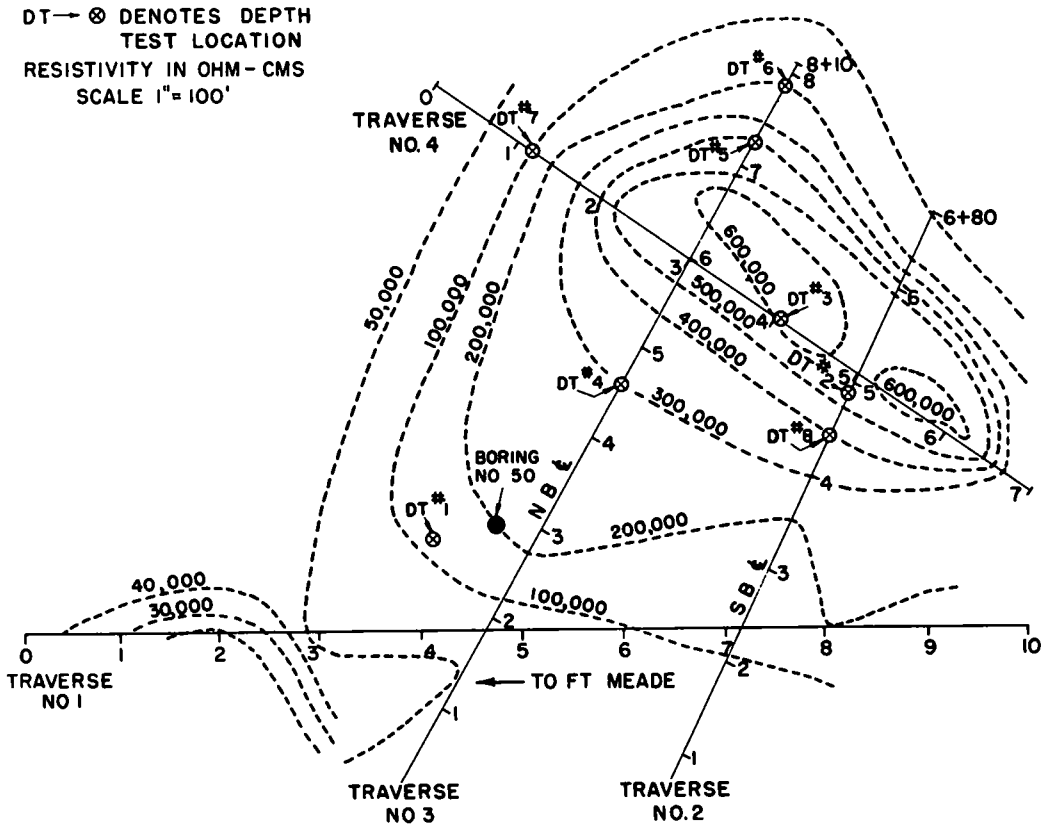 DT→ ⊗ DENOTES DEPTH
TEST LOCATION
RESISTIVITY IN OHM-CMS
SCALE 1"=100'
0
TRAVERSE
NO. 4
DT#7
1
2
3
4
5
6
7
DT#6
8+10
8
DT#5
7
6
5
4
3
2
1
6+80
6
5
4
3
2
1
DT#3
DT#2
DT#4
DT#8
DT#1
BORING
NO 50
N B ℄
S B ℄
50,000
100,000
200,000
600,000
500,000
400,000
300,000
600,000
200,000
100,000
40,000
30,000
0
1
2
3
4
5
6
7
8
9
10
TRAVERSE
NO 1
← TO FT MEADE
TRAVERSE
NO 3
TRAVERSE
NO. 2